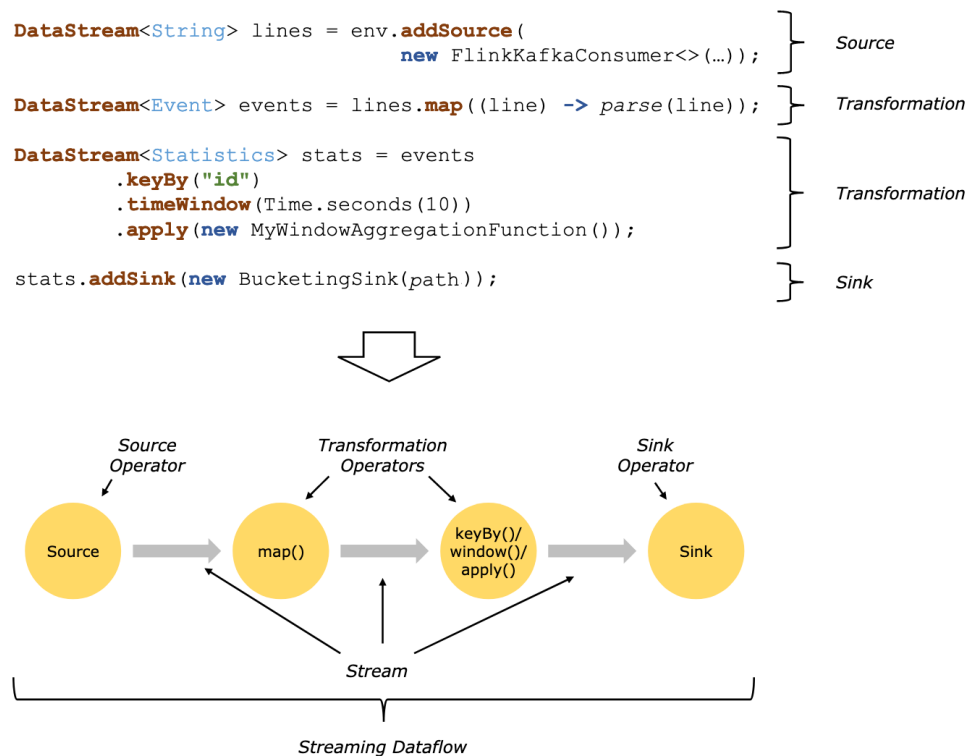 DataStream<String> lines = env.addSource(
new FlinkKafkaConsumer<>(…));
Source
DataStream<Event> events = lines.map((line) -> parse(line));
Transformation
DataStream<Statistics> stats = events
.keyBy("id")
.timeWindow(Time.seconds(10))
.apply(new MyWindowAggregationFunction());
Transformation
stats.addSink(new BucketingSink(path));
Sink
Source
Operator
Transformation
Operators
Sink
Operator
Source
map()
keyBy()/
window()/
apply()
Sink
Stream
Streaming Dataflow